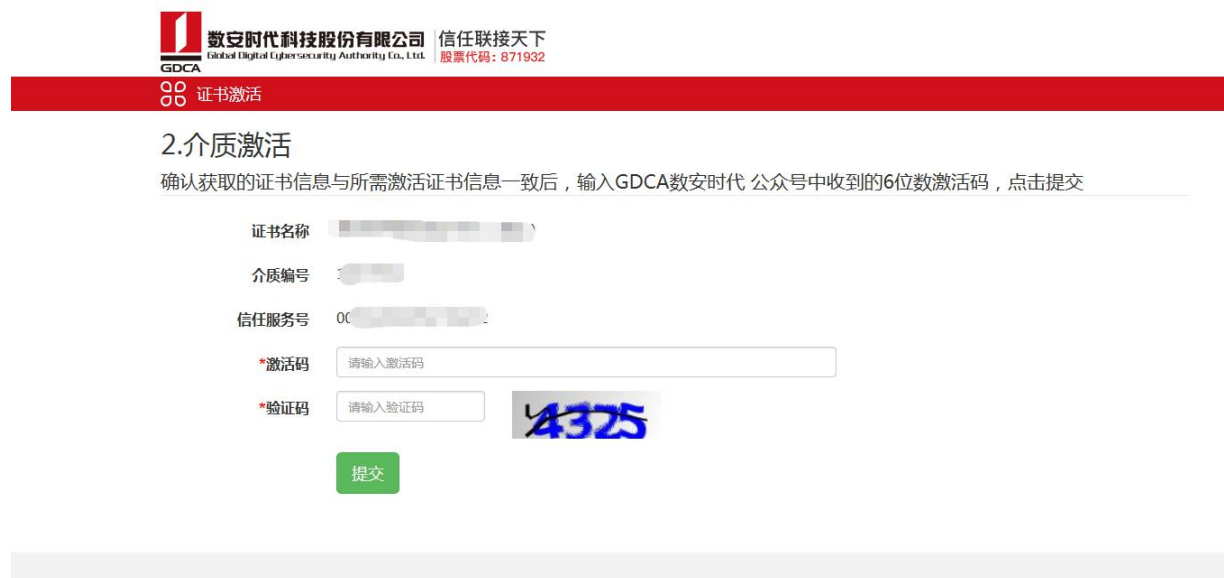 数安时代科技股份有限公司
信任联接天下
Global Digital Cybersecurity Authority Co., Ltd.
股票代码：871932
GDCA
证书激活
2.介质激活
确认获取的证书信息与所需激活证书信息一致后，输入GDCA数安时代 公众号中收到的6位数激活码，点击提交
证书名称
介质编号
信任服务号 00
*激活码 请输入激活码
*验证码 请输入验证码 4325
提交